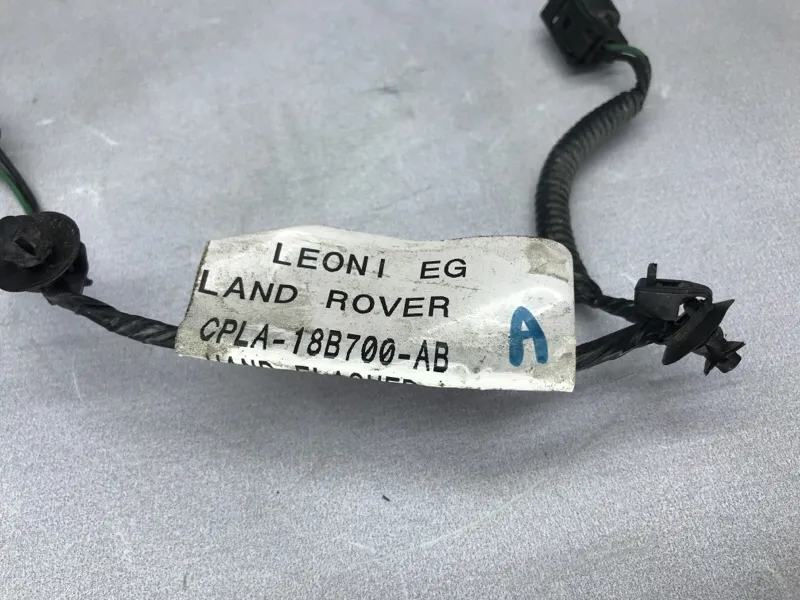 LEONI EG
LAND ROVER
CPLA-18B700-AB
A